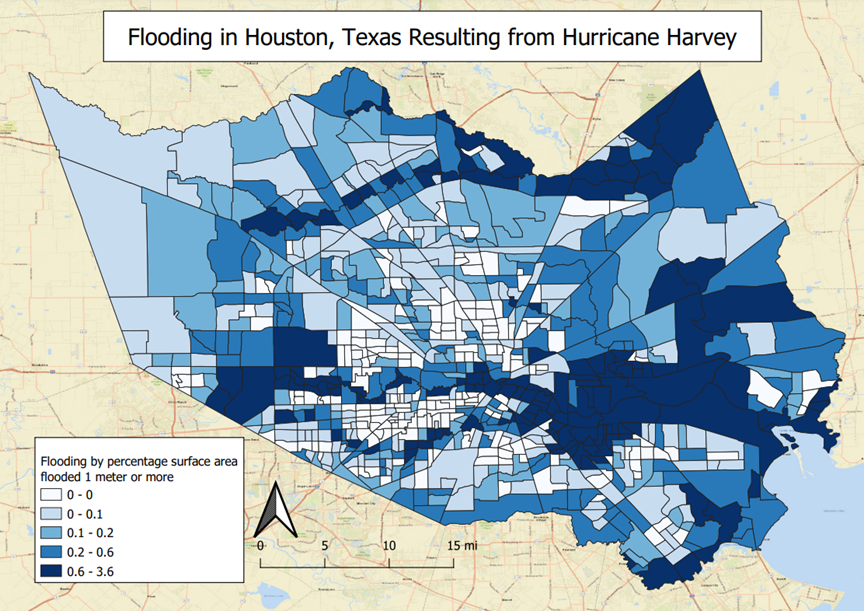 Flooding in Houston, Texas Resulting from Hurricane Harvey
Flooding by percentage surface area
flooded 1 meter or more
0 - 0
0 - 0.1
0.1 - 0.2
0.2 - 0.6
0.6 - 3.6
0 5 10 15 mi